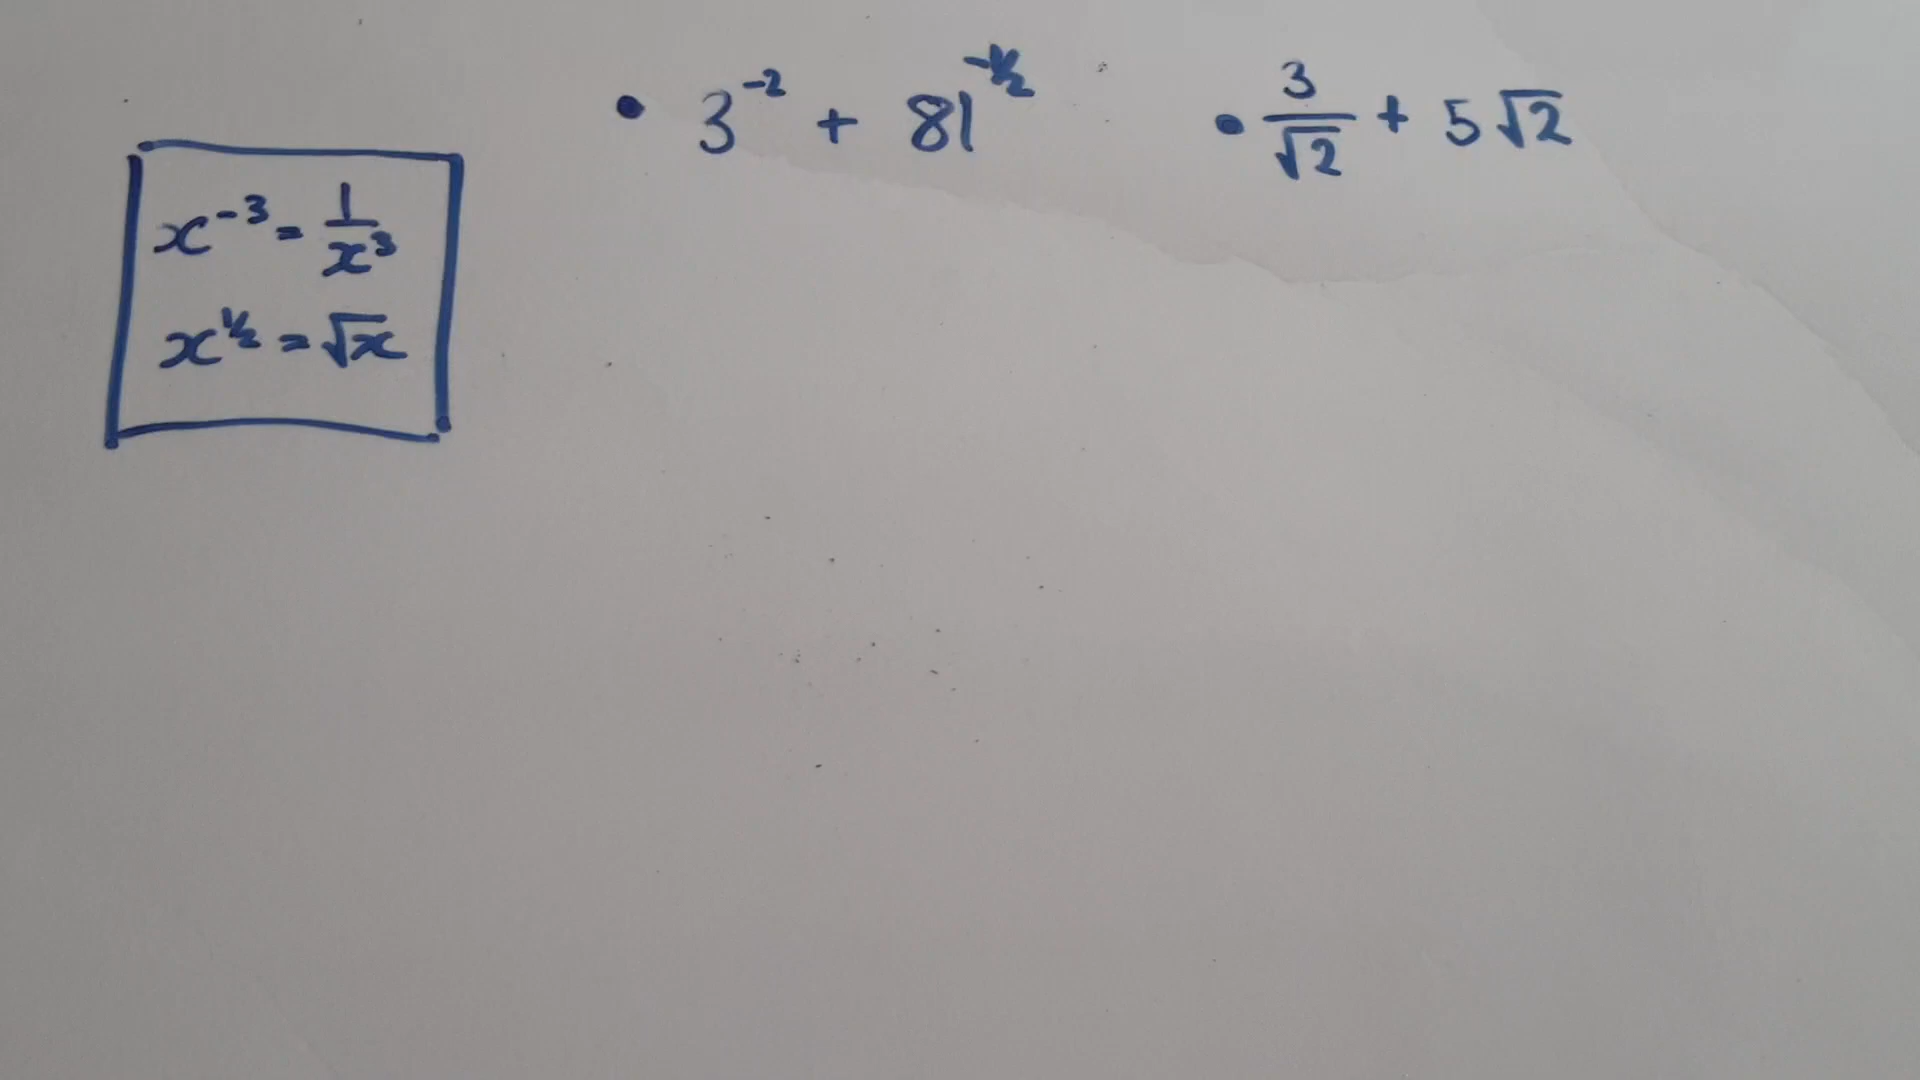 • 3⁻² + 81^-½
• 3/√2 + 5√2
x⁻³ = 1/x³
x^½ = √x